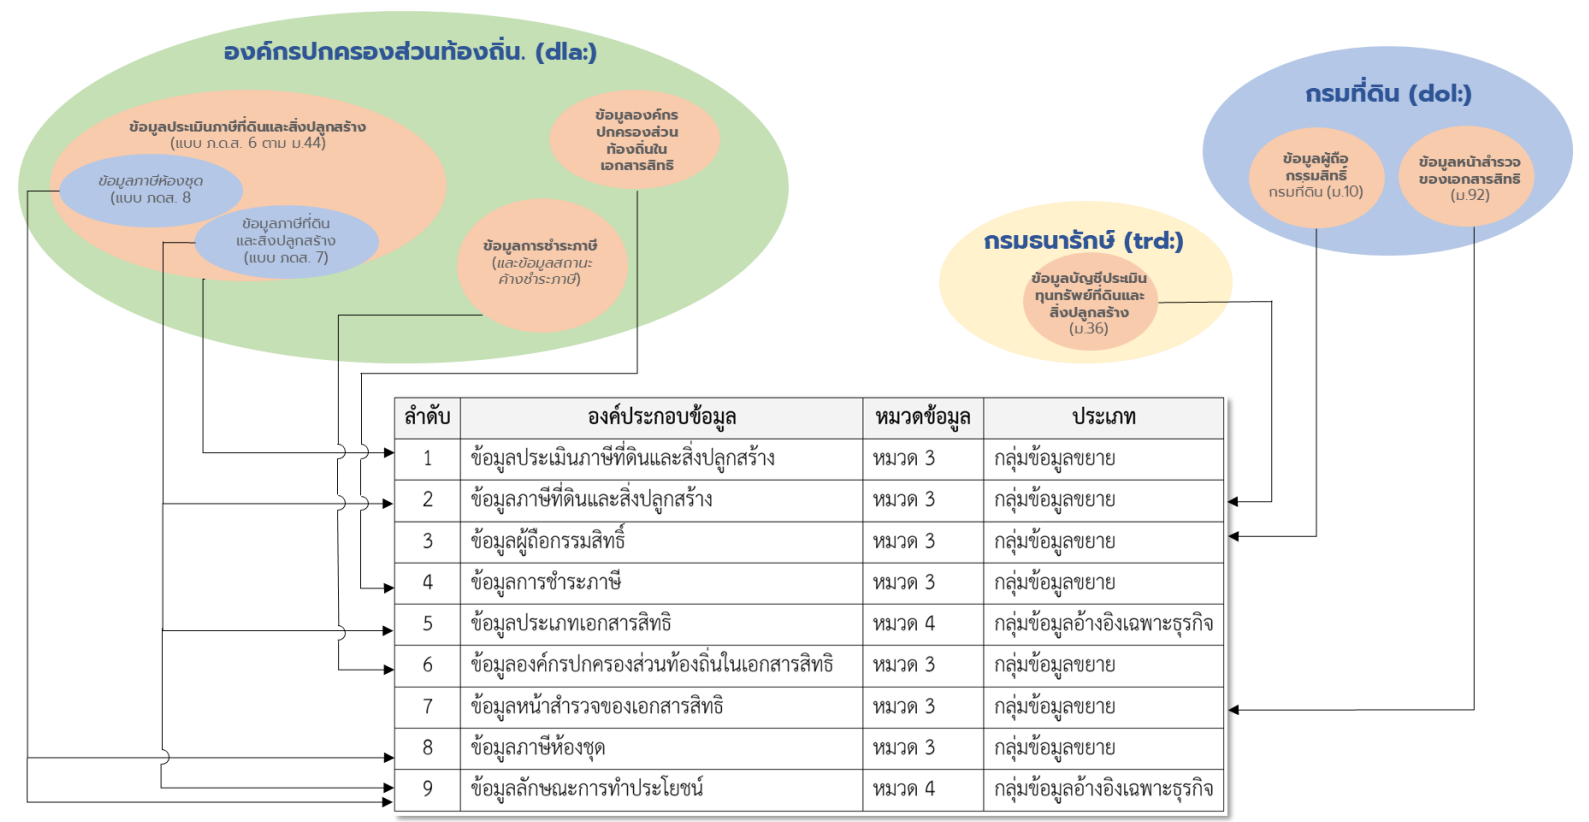 องค์กรปกครองส่วนท้องถิ่น. (dla:)
ข้อมูลประเมินภาษีที่ดินและสิ่งปลูกสร้าง
(แบบ ภ.ด.ส. 6 ตาม ม.44)
ข้อมูลภาษีห้องชุด
(แบบ ภดส. 8
ข้อมูลภาษีที่ดิน
และสิ่งปลูกสร้าง
(แบบ ภดส. 7)
ข้อมูลองค์กร
ปกครองส่วน
ท้องถิ่นใน
เอกสารสิทธิ
ข้อมูลการชำระภาษี
(และข้อมูลสถานะ
ค้างชำระภาษี)
กรมธนารักษ์ (trd:)
ข้อมูลบัญชีประเมิน
ทุนทรัพย์ที่ดินและ
สิ่งปลูกสร้าง
(ม.36)
กรมที่ดิน (dol:)
ข้อมูลผู้ถือ
กรรมสิทธิ์
กรมที่ดิน (ม.10)
ข้อมูลหน้าสำรวจ
ของเอกสารสิทธิ
(ม.92)
ลำดับ องค์ประกอบข้อมูล หมวดข้อมูล ประเภท
1 ข้อมูลประเมินภาษีที่ดินและสิ่งปลูกสร้าง หมวด 3 กลุ่มข้อมูลขยาย
2 ข้อมูลภาษีที่ดินและสิ่งปลูกสร้าง หมวด 3 กลุ่มข้อมูลขยาย
3 ข้อมูลผู้ถือกรรมสิทธิ์ หมวด 3 กลุ่มข้อมูลขยาย
4 ข้อมูลการชำระภาษี หมวด 3 กลุ่มข้อมูลขยาย
5 ข้อมูลประเภทเอกสารสิทธิ หมวด 4 กลุ่มข้อมูลอ้างอิงเฉพาะธุรกิจ
6 ข้อมูลองค์กรปกครองส่วนท้องถิ่นในเอกสารสิทธิ หมวด 3 กลุ่มข้อมูลขยาย
7 ข้อมูลหน้าสำรวจของเอกสารสิทธิ หมวด 3 กลุ่มข้อมูลขยาย
8 ข้อมูลภาษีห้องชุด หมวด 3 กลุ่มข้อมูลขยาย
9 ข้อมูลลักษณะการทำประโยชน์ หมวด 4 กลุ่มข้อมูลอ้างอิงเฉพาะธุรกิจ